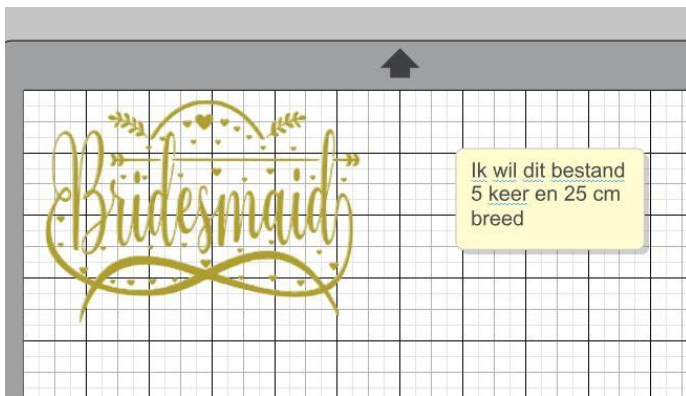 Bridesmaid
Ik wil dit bestand
5 keer en 25 cm
breed